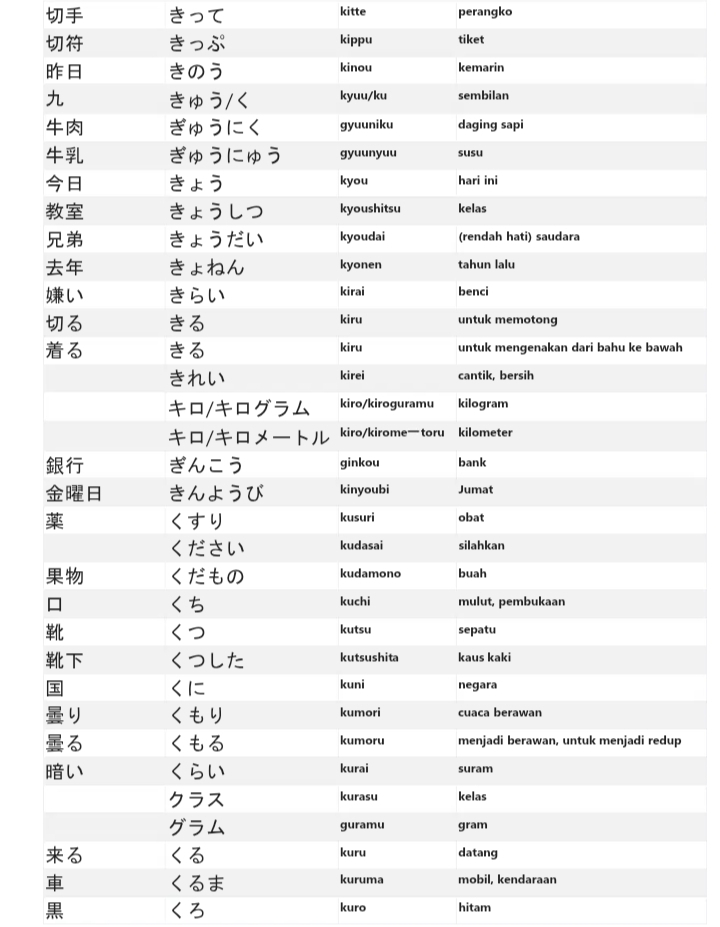 切手 きって kitte perangko
切符 きっぷ kippu tiket
昨日 きのう kinou kemarin
九 きゅう/く kyuu/ku sembilan
牛肉 ぎゅうにく gyuuniku daging sapi
牛乳 ぎゅうにゅう gyuunyuu susu
今日 きょう kyou hari ini
教室 きょうしつ kyoushitsu kelas
兄弟 きょうだい kyoudai (rendah hati) saudara
去年 きょねん kyonen tahun lalu
嫌い きらい kirai benci
切る きる kiru untuk memotong
着る きる kiru untuk mengenakan dari bahu ke bawah
きれい kirei cantik, bersih
キロ/キログラム kiro/kiroguramu kilogram
キロ/キロメートル kiro/kiromeーtoru kilometer
銀行 ぎんこう ginkou bank
金曜日 きんようび kinyoubi Jumat
薬 くすり kusuri obat
ください kudasai silahkan
果物 くだもの kudamono buah
口 くち kuchi mulut, pembukaan
靴 くつ kutsu sepatu
靴下 くつした kutsushita kaus kaki
国 くに kuni negara
曇り くもり kumori cuaca berawan
曇る くもる kumoru menjadi berawan, untuk menjadi redup
暗い くらい kurai suram
クラス kurasu kelas
グラム guramu gram
来る くる kuru datang
車 くるま kuruma mobil, kendaraan
黒 くろ kuro hitam